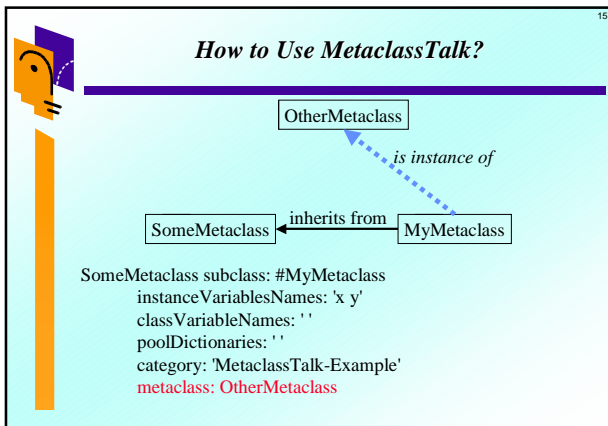 15
How to Use MetaclassTalk?
OtherMetaclass
is instance of
SomeMetaclass
inherits from
MyMetaclass
SomeMetaclass subclass: #MyMetaclass
instanceVariablesNames: 'x y'
classVariableNames: ' '
poolDictionaries: ' '
category: 'MetaclassTalk-Example'
metaclass: OtherMetaclass